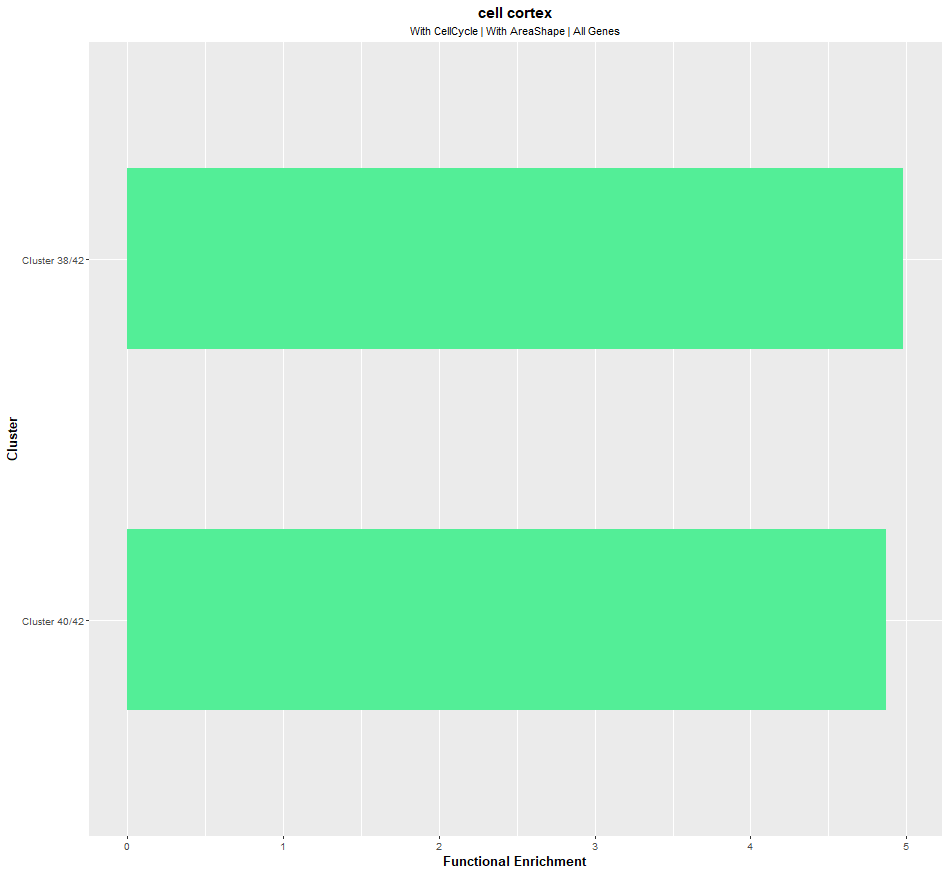 cell cortex
With CellCycle | With AreaShape | All Genes
Cluster
Cluster 38/42
Cluster 40/42
0 1 2 3 4 5
Functional Enrichment